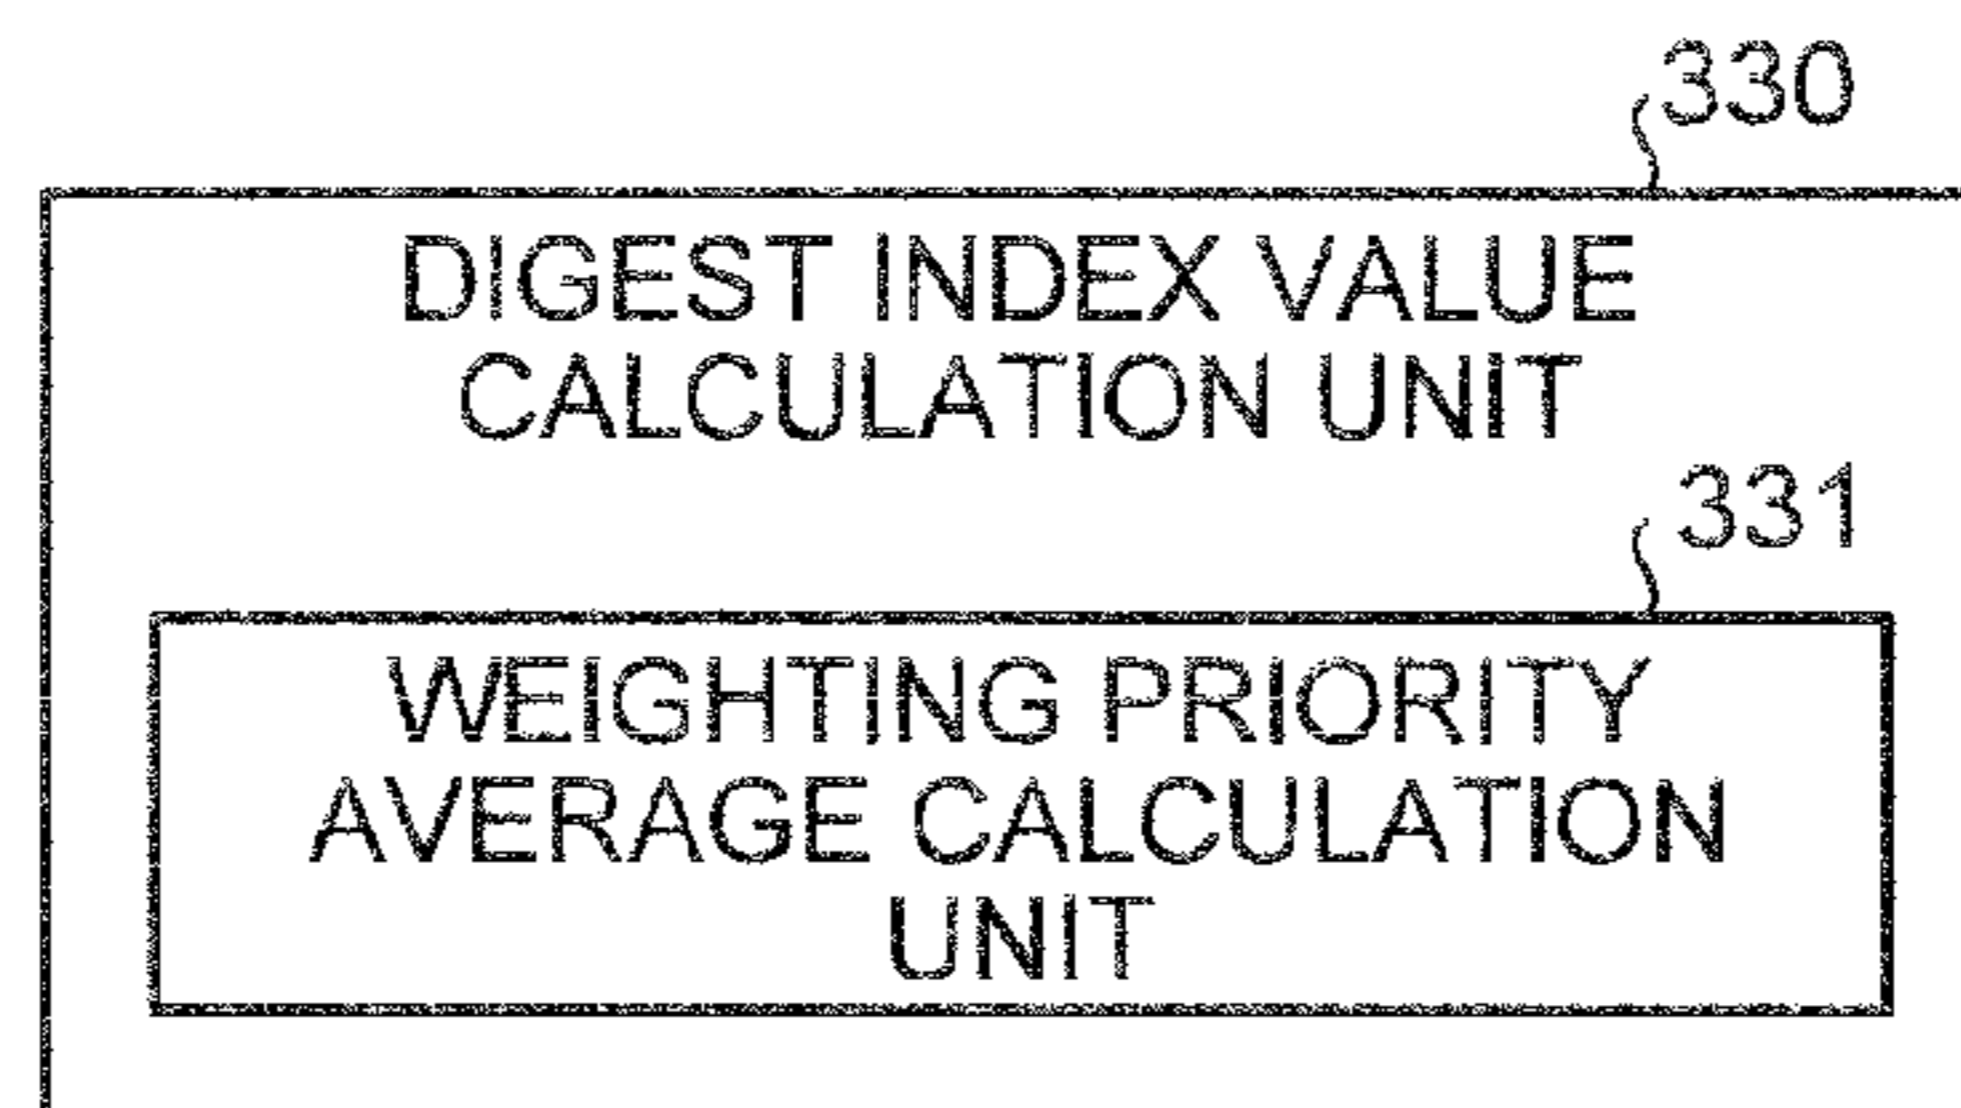 330
DIGEST INDEX VALUE
CALCULATION UNIT
331
WEIGHTING PRIORITY
AVERAGE CALCULATION
UNIT